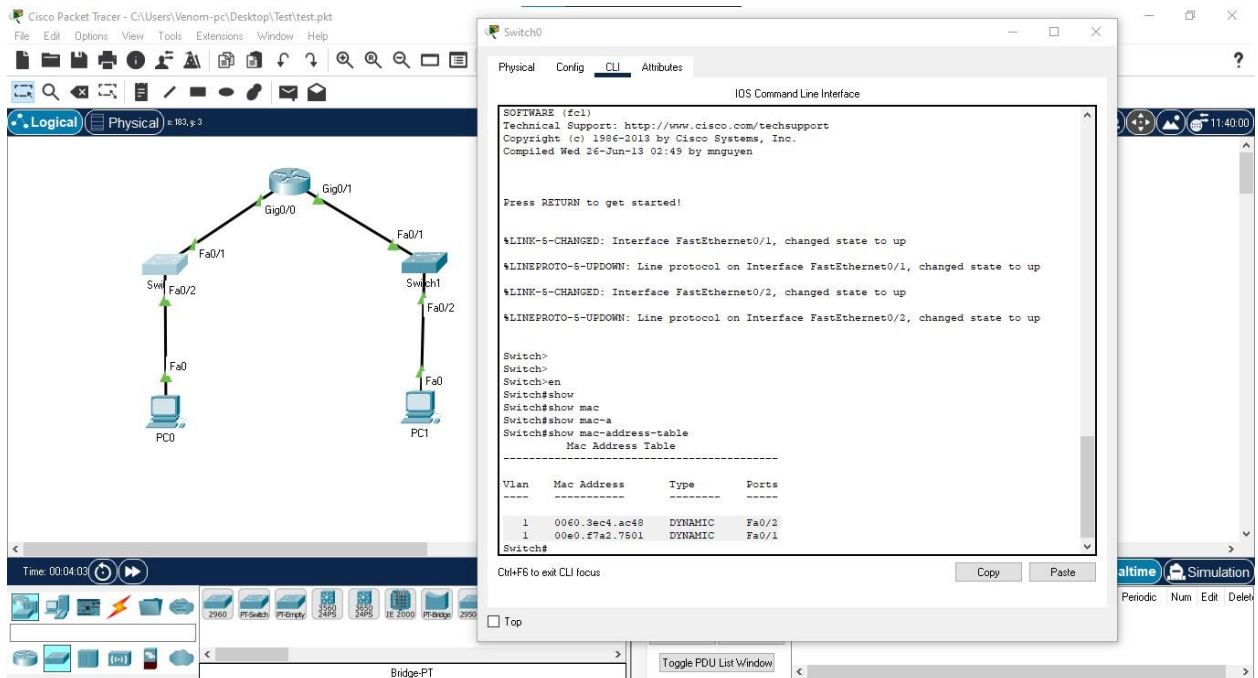 Cisco Packet Tracer - C:\Users\Venom-pc\Desktop\Test\test.pkt
File Edit Options View Tools Extensions Window Help
Logical Physical x: 183, y: 3
11:40:00
Gig0/1
Gig0/0
Fa0/1
Fa0/1
Fa0/2
Switch1
Fa0/2
Fa0
Fa0
PC0
PC1
Time: 00:04:03
Realtime Simulation
2960 PT-Switch PT-Empty 3560 24PS 3650 24PS IE 2000 PT-Bridge 2950
Bridge-PT
Toggle PDU List Window
Periodic Num Edit
Switch0
Physical Config CLI Attributes
IOS Command Line Interface
SOFTWARE (fc1)
Technical Support: http://www.cisco.com/techsupport
Copyright (c) 1986-2013 by Cisco Systems, Inc.
Compiled Wed 26-Jun-13 02:49 by mnguyen
Press RETURN to get started!
%LINK-5-CHANGED: Interface FastEthernet0/1, changed state to up
%LINEPROTO-5-UPDOWN: Line protocol on Interface FastEthernet0/1, changed state to up
%LINK-5-CHANGED: Interface FastEthernet0/2, changed state to up
%LINEPROTO-5-UPDOWN: Line protocol on Interface FastEthernet0/2, changed state to up
Switch>
Switch>
Switch>en
Switch#show
Switch#show mac
Switch#show mac-a
Switch#show mac-address-table
Mac Address Table
-------------------------------------------
Vlan Mac Address Type Ports
---- ----------- -------- -----
1 0060.3ec4.ac48 DYNAMIC Fa0/2
1 00e0.f7a2.7501 DYNAMIC Fa0/1
Switch#
Ctrl+F6 to exit CLI focus
Copy Paste
Top